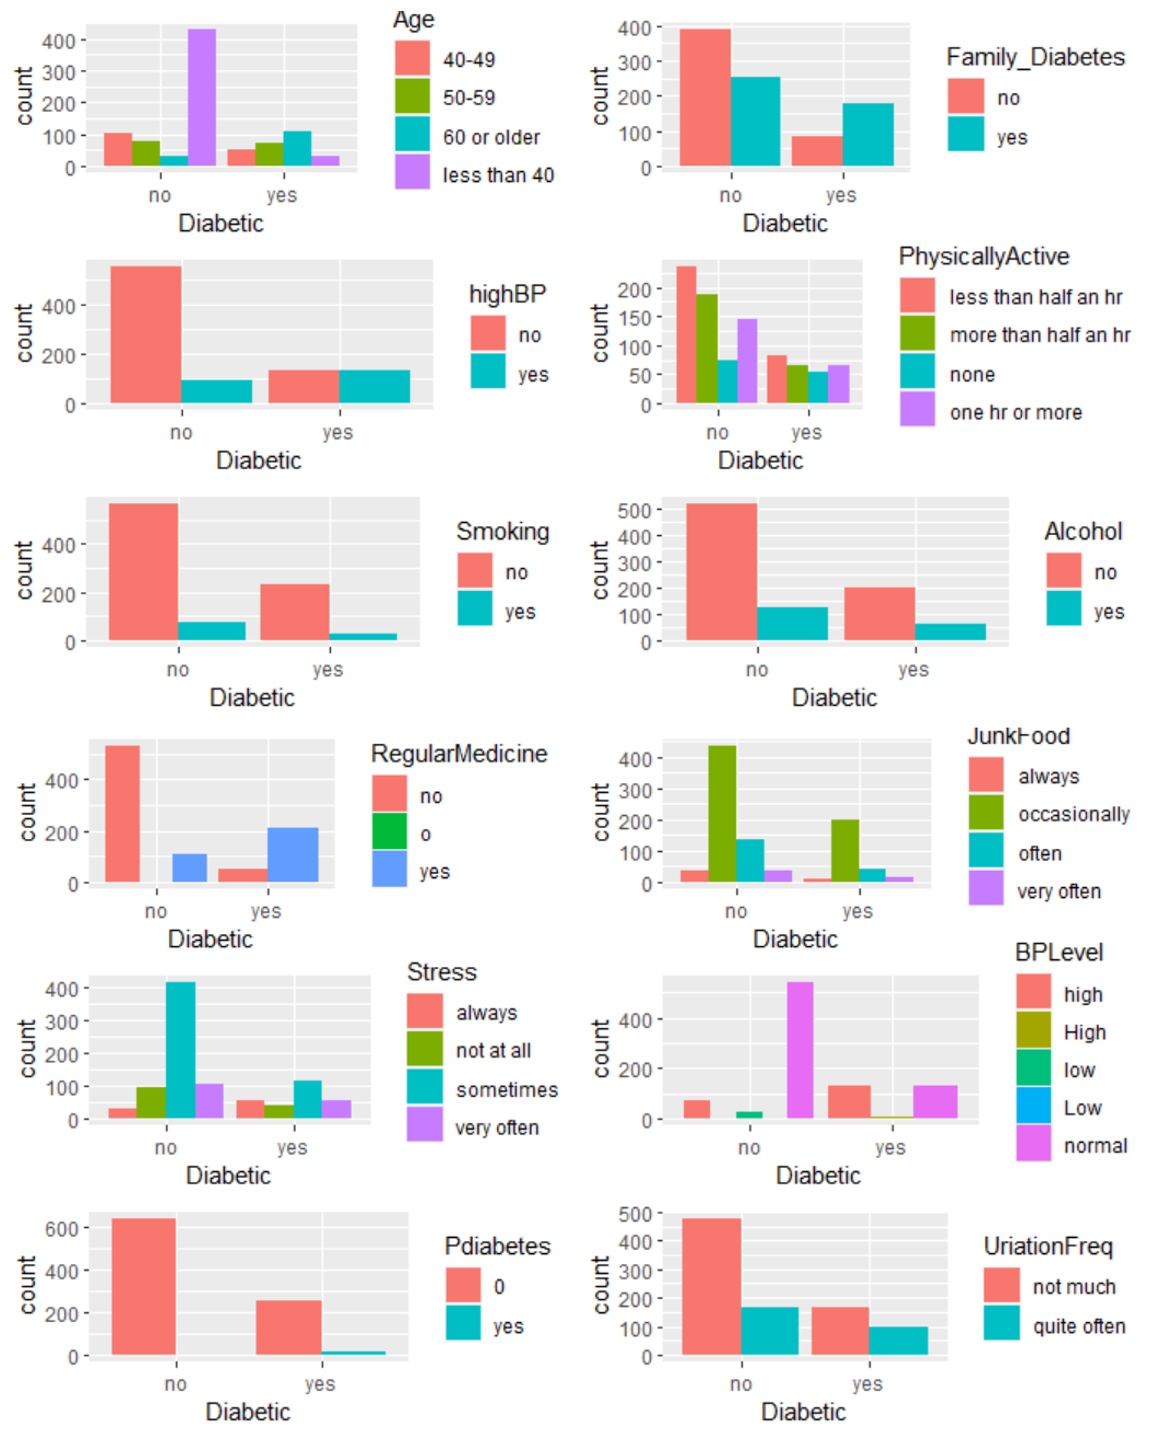 Age
400
300
200
100
0
count
no
yes
Diabetic
40-49
50-59
60 or older
less than 40
400
300
200
100
0
count
no
yes
Diabetic
Family_Diabetes
no
yes
400
200
0
count
no
yes
Diabetic
highBP
no
yes
200
150
100
50
0
count
no
yes
Diabetic
PhysicallyActive
less than half an hr
more than half an hr
none
one hr or more
400
200
0
count
no
yes
Diabetic
Smoking
no
yes
500
400
300
200
100
0
count
no
yes
Diabetic
Alcohol
no
yes
400
200
0
count
no
yes
Diabetic
RegularMedicine
no
o
yes
400
300
200
100
0
count
no
yes
Diabetic
JunkFood
always
occasionally
often
very often
400
300
200
100
0
count
no
yes
Diabetic
Stress
always
not at all
sometimes
very often
400
200
0
count
no
yes
Diabetic
BPLevel
high
High
low
Low
normal
600
400
200
0
count
no
yes
Diabetic
Pdiabetes
0
yes
500
400
300
200
100
0
count
no
yes
Diabetic
UriationFreq
not much
quite often